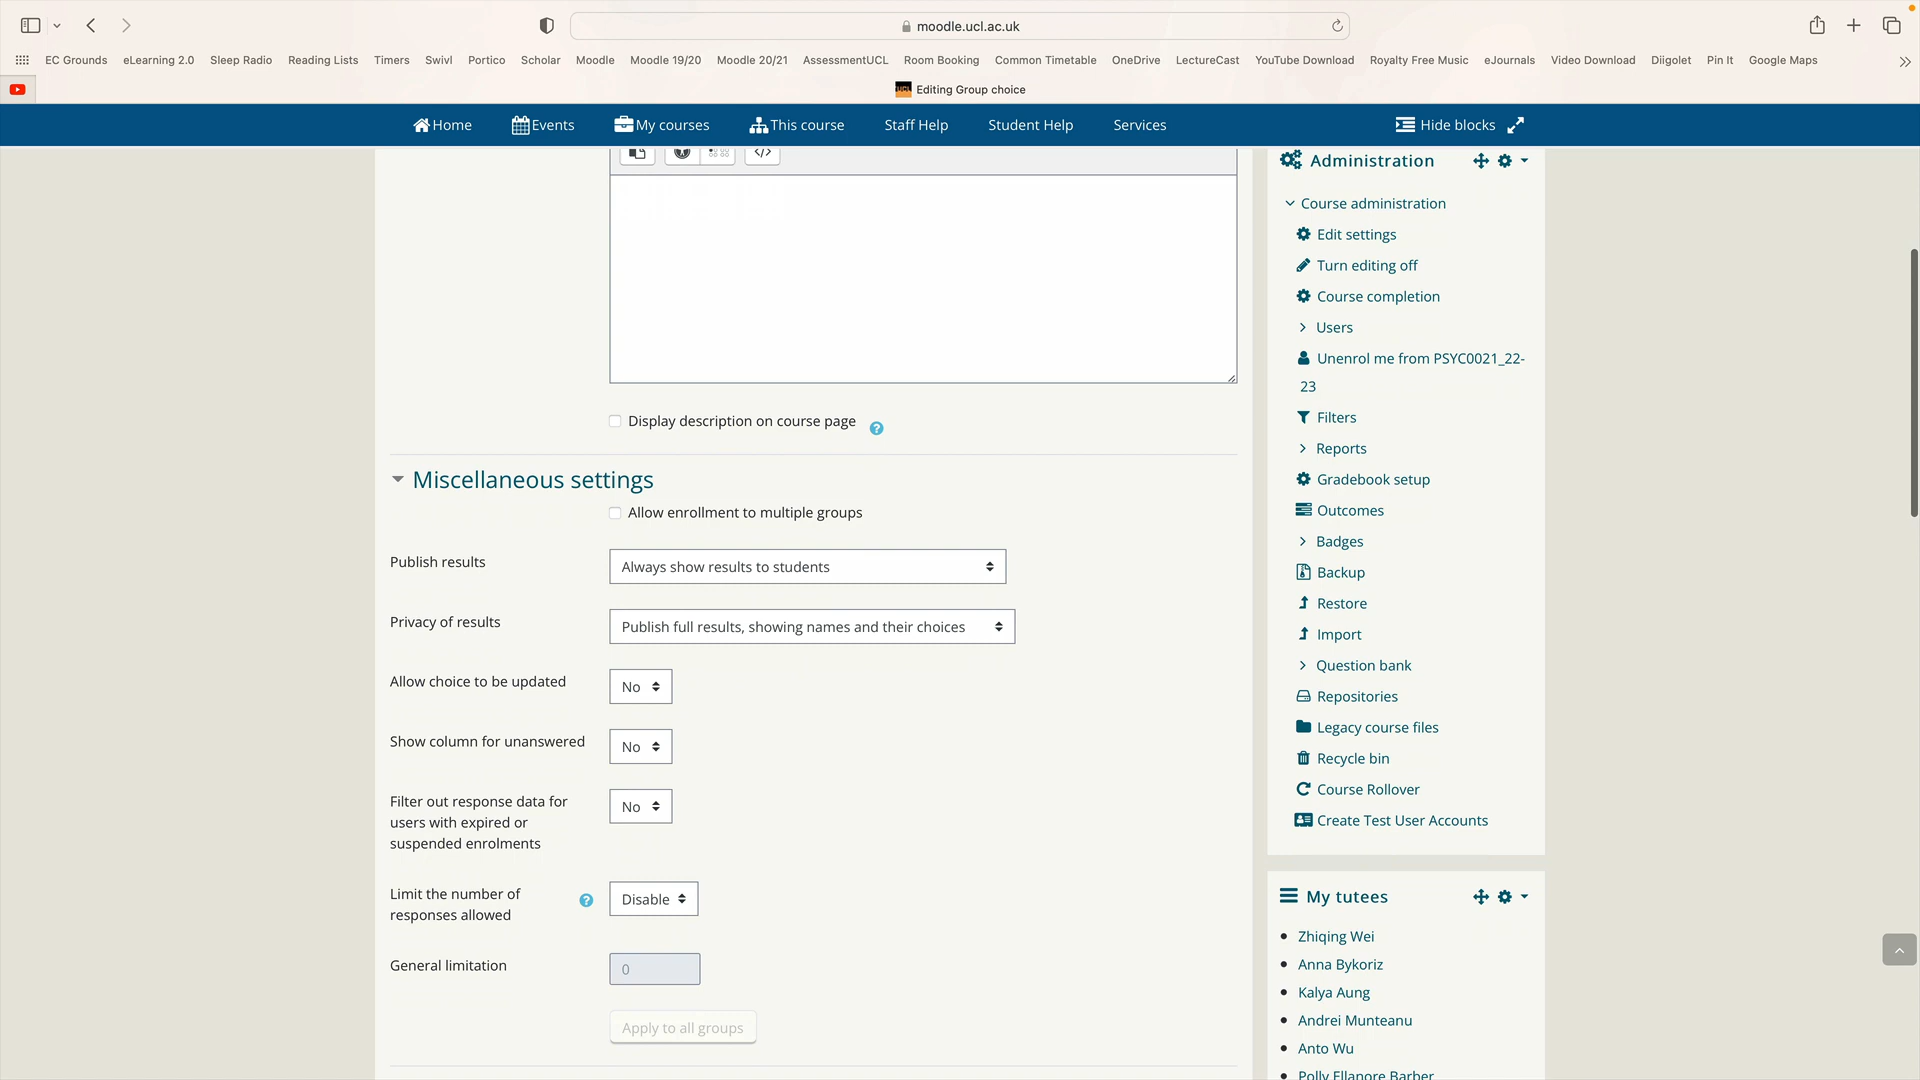 moodle.ucl.ac.uk
EC Grounds eLearning 2.0 Sleep Radio Reading Lists Timers Swivl Portico Scholar Moodle Moodle 19/20 Moodle 20/21 AssessmentUCL Room Booking Common Timetable OneDrive LectureCast YouTube Download Royalty Free Music eJournals Video Download Diigolet Pin It Google Maps
UCL Editing Group choice
Home Events My courses This course Staff Help Student Help Services Hide blocks
Display description on course page
Miscellaneous settings
Allow enrollment to multiple groups
Publish results Always show results to students
Privacy of results Publish full results, showing names and their choices
Allow choice to be updated No
Show column for unanswered No
Filter out response data for No
users with expired or
suspended enrolments
Limit the number of Disable
responses allowed
General limitation 0
Apply to all groups
Administration
Course administration
Edit settings
Turn editing off
Course completion
Users
Unenrol me from PSYC0021_22-
23
Filters
Reports
Gradebook setup
Outcomes
Badges
Backup
Restore
Import
Question bank
Repositories
Legacy course files
Recycle bin
Course Rollover
Create Test User Accounts
My tutees
Zhiqing Wei
Anna Bykoriz
Kalya Aung
Andrei Munteanu
Anto Wu
Polly Ellanore Barber